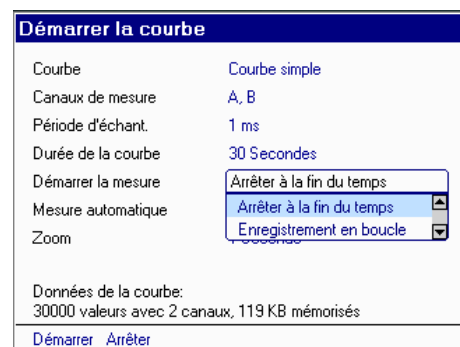 Démarrer la courbe
Courbe Courbe simple
Canaux de mesure A, B
Période d'échant. 1 ms
Durée de la courbe 30 Secondes
Démarrer la mesure Arrêter à la fin du temps
Mesure automatique Arrêter à la fin du temps
Zoom Enregistrement en boucle
Données de la courbe:
30000 valeurs avec 2 canaux, 119 KB mémorisés
Démarrer Arrêter